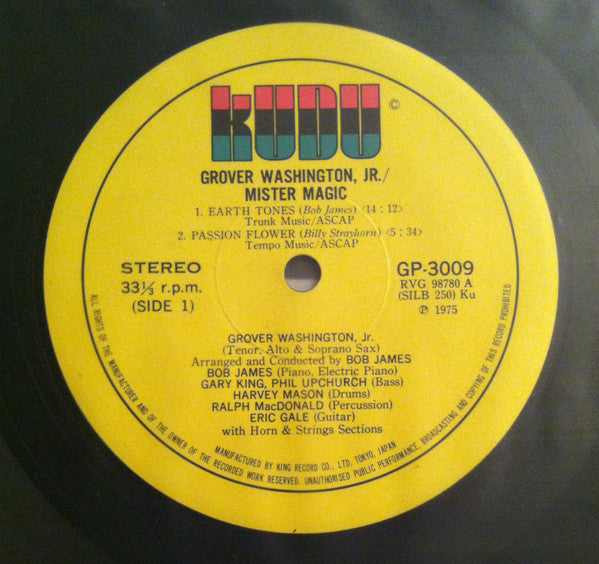 KUDU ©
GROVER WASHINGTON, JR./
MISTER MAGIC
1. EARTH TONES (Bob James) <14 : 12>
Trunk Music/ASCAP
2. PASSION FLOWER (Billy Strayhorn) <5 : 34>
Tempo Music/ASCAP
STEREO
33⅓ r.p.m.
(SIDE 1)
GP-3009
RVG 98780 A
(SILB 250) Ku
℗ 1975
GROVER WASHINGTON, Jr.
(Tenor, Alto & Soprano Sax)
Arranged and Conducted by BOB JAMES
BOB JAMES (Piano, Electric Piano)
GARY KING, PHIL UPCHURCH (Bass)
HARVEY MASON (Drums)
RALPH MacDONALD (Percussion)
ERIC GALE (Guitar)
with Horn & Strings Sections
MANUFACTURED BY KING RECORD CO., LTD. TOKYO, JAPAN
ALL RIGHTS OF THE MANUFACTURER AND OF THE OWNER OF THE RECORDED WORK RESERVED. UNAUTHORISED PUBLIC PERFORMANCE BROADCASTING AND COPYING OF THIS RECORD PROHIBITED